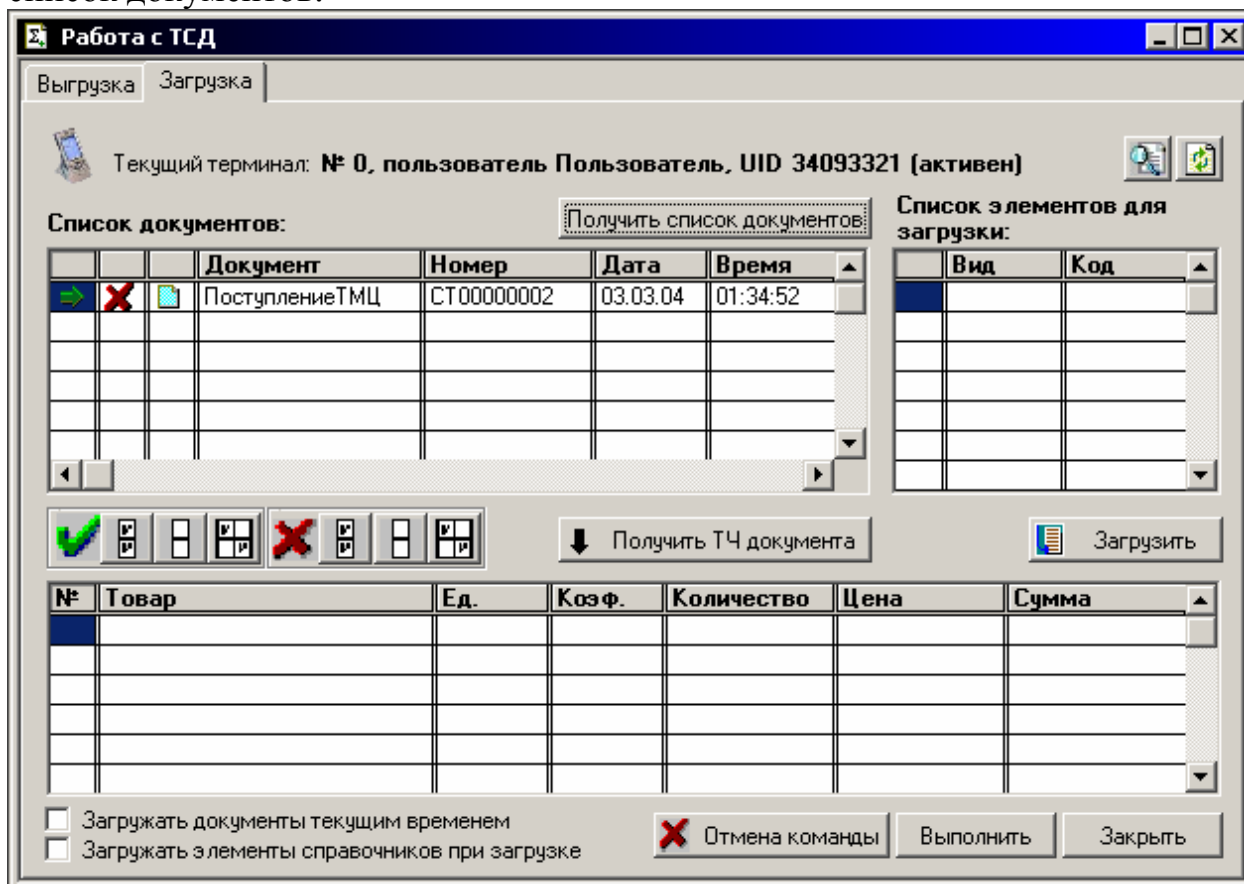 список документов.
Работа с ТСД
Выгрузка Загрузка
Текущий терминал: № 0, пользователь Пользователь, UID 34093321 (активен)
Список документов:
Получить список документов
Список элементов для
загрузки:
Документ Номер Дата Время
ПоступлениеТМЦ СТ00000002 03.03.04 01:34:52
Вид Код
Получить ТЧ документа
Загрузить
№ Товар Ед. Коэф. Количество Цена Сумма
Загружать документы текущим временем
Загружать элементы справочников при загрузке
Отмена команды Выполнить Закрыть